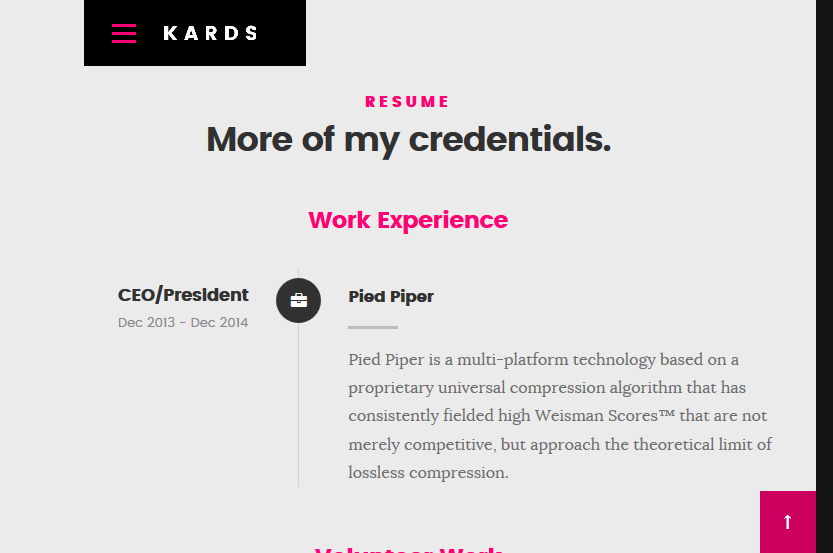 KARDS
RESUME
More of my credentials.
Work Experience
CEO/President
Dec 2013 - Dec 2014
Pied Piper
Pied Piper is a multi-platform technology based on a
proprietary universal compression algorithm that has
consistently fielded high Weisman Scores™ that are not
merely competitive, but approach the theoretical limit of
lossless compression.
Volunteer Work